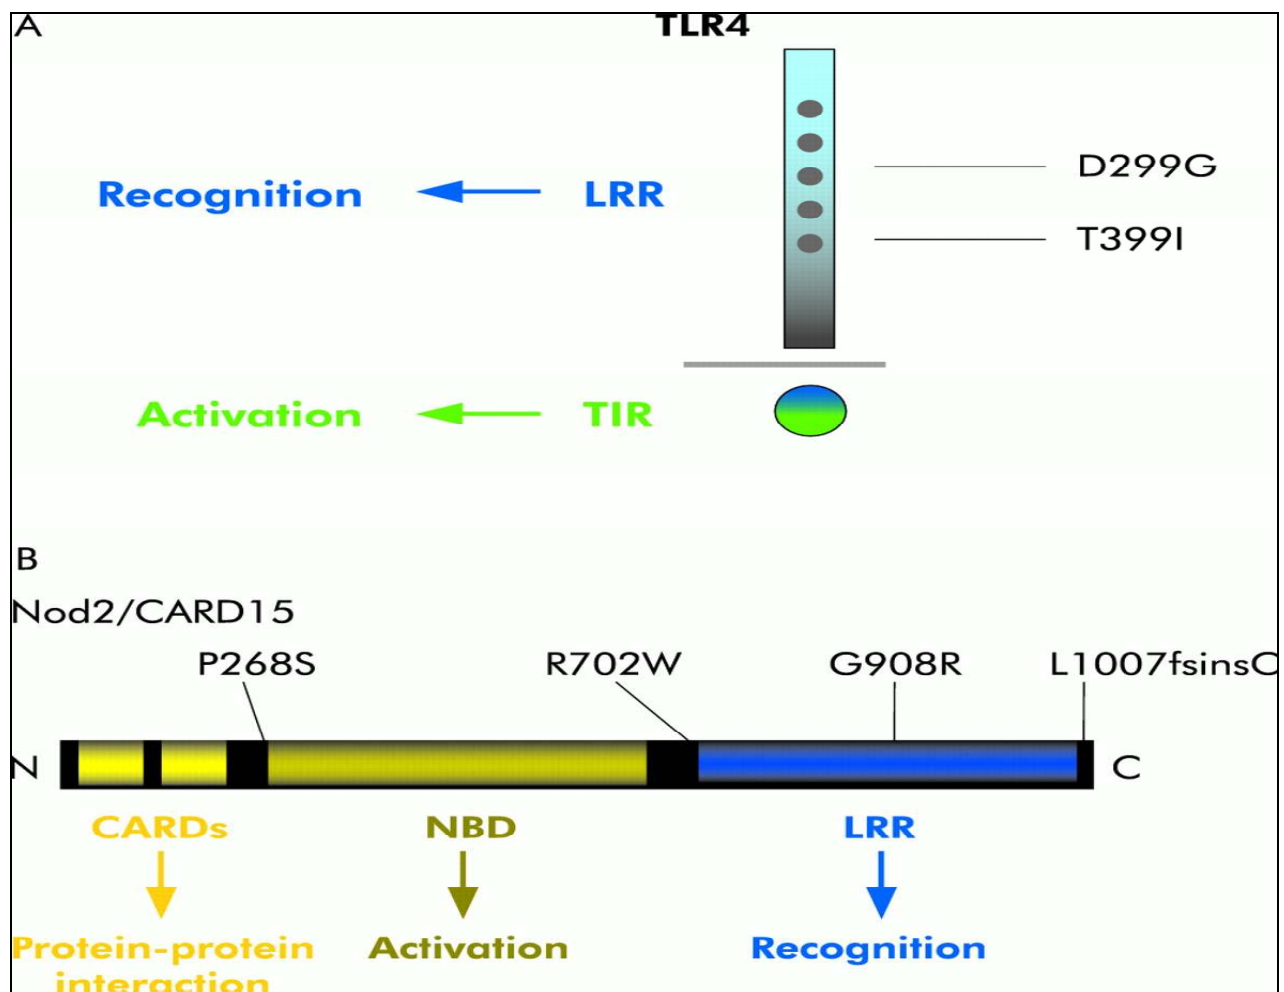 A
TLR4
D299G
Recognition LRR
T399I
Activation TIR
B
Nod2/CARD15
P268S R702W G908R L1007fsinsC
N C
CARDs NBD LRR
Protein-protein Activation Recognition
interaction